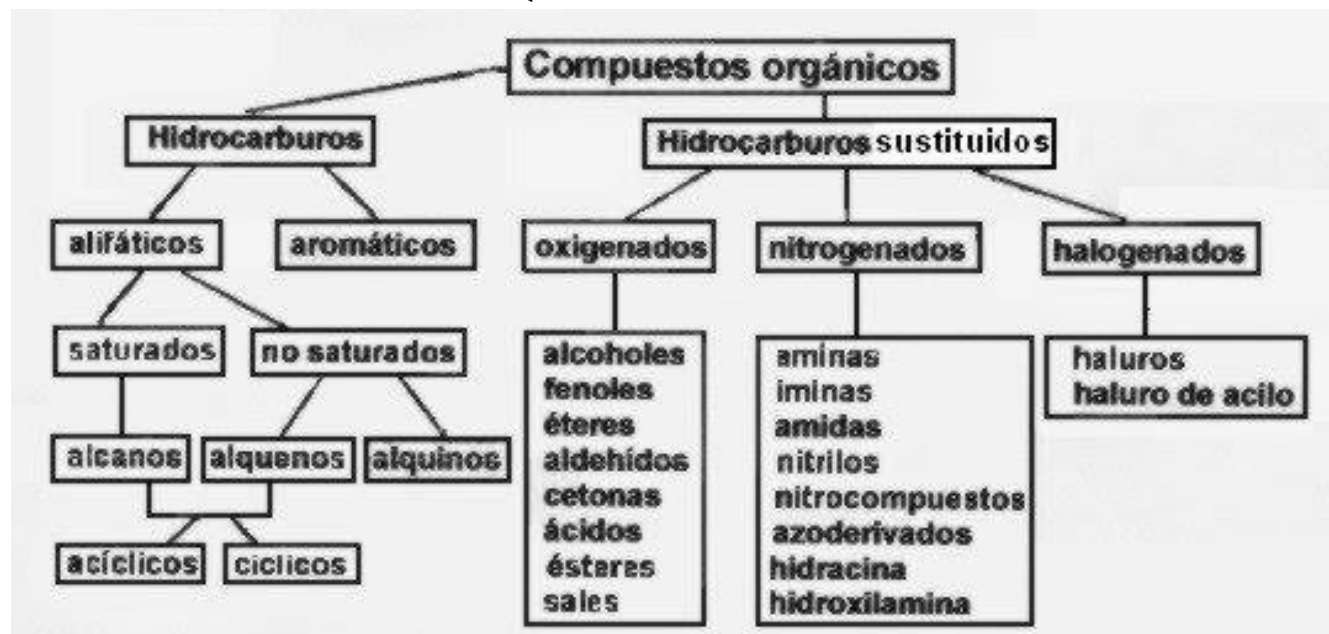 Compuestos orgánicos
Hidrocarburos
Hidrocarburos sustituidos
alifáticos
aromáticos
oxigenados
nitrogenados
halogenados
saturados
no saturados
alcanos
alquenos
alquinos
acíclicos
ciclicos
alcoholes
fenoles
éteres
aldehídos
cetonas
ácidos
ésteres
sales
aminas
iminas
amidas
nitrilos
nitrocompuestos
azoderivados
hidracina
hidroxilamina
haluros
haluro de acilo